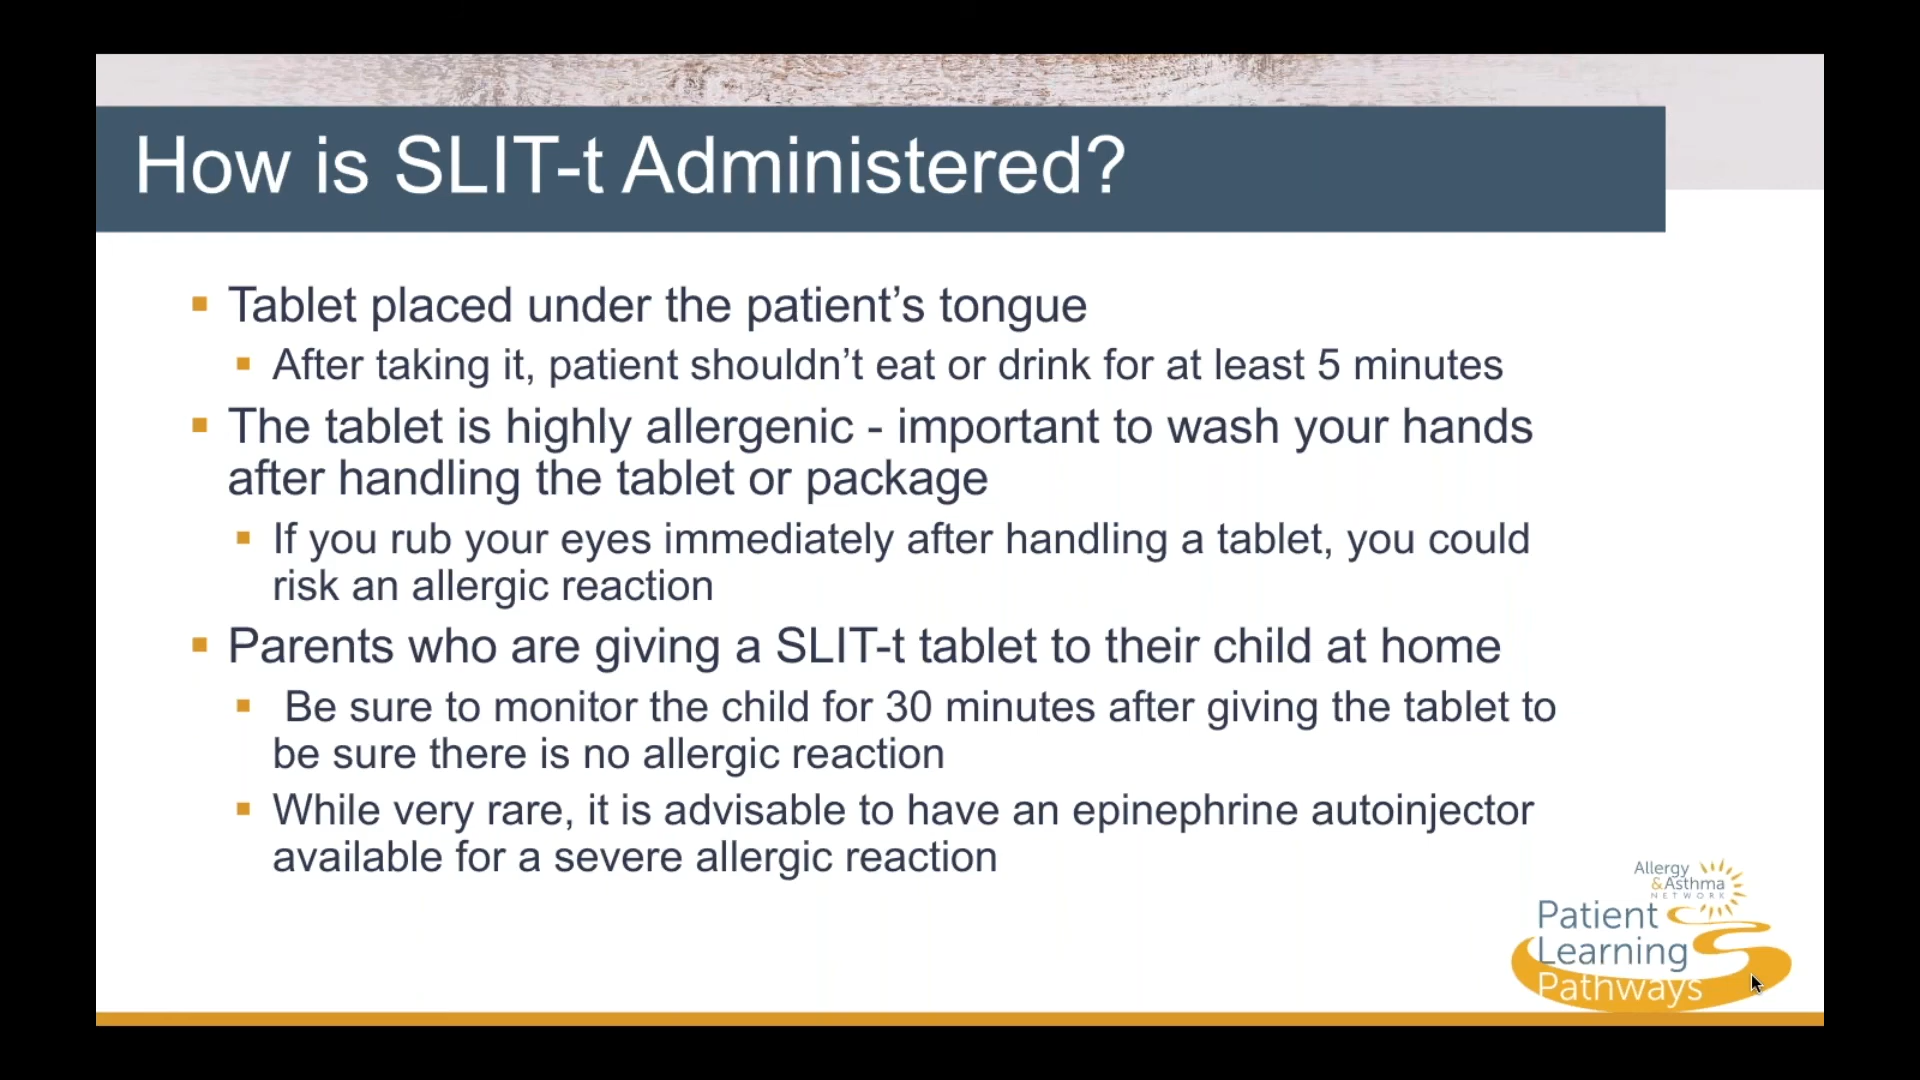 How is SLIT-t Administered?
Tablet placed under the patient’s tongue
After taking it, patient shouldn’t eat or drink for at least 5 minutes
The tablet is highly allergenic - important to wash your hands
after handling the tablet or package
If you rub your eyes immediately after handling a tablet, you could
risk an allergic reaction
Parents who are giving a SLIT-t tablet to their child at home
Be sure to monitor the child for 30 minutes after giving the tablet to
be sure there is no allergic reaction
While very rare, it is advisable to have an epinephrine autoinjector
available for a severe allergic reaction
Allergy
&Asthma
NETWORK
Patient
Learning
Pathways